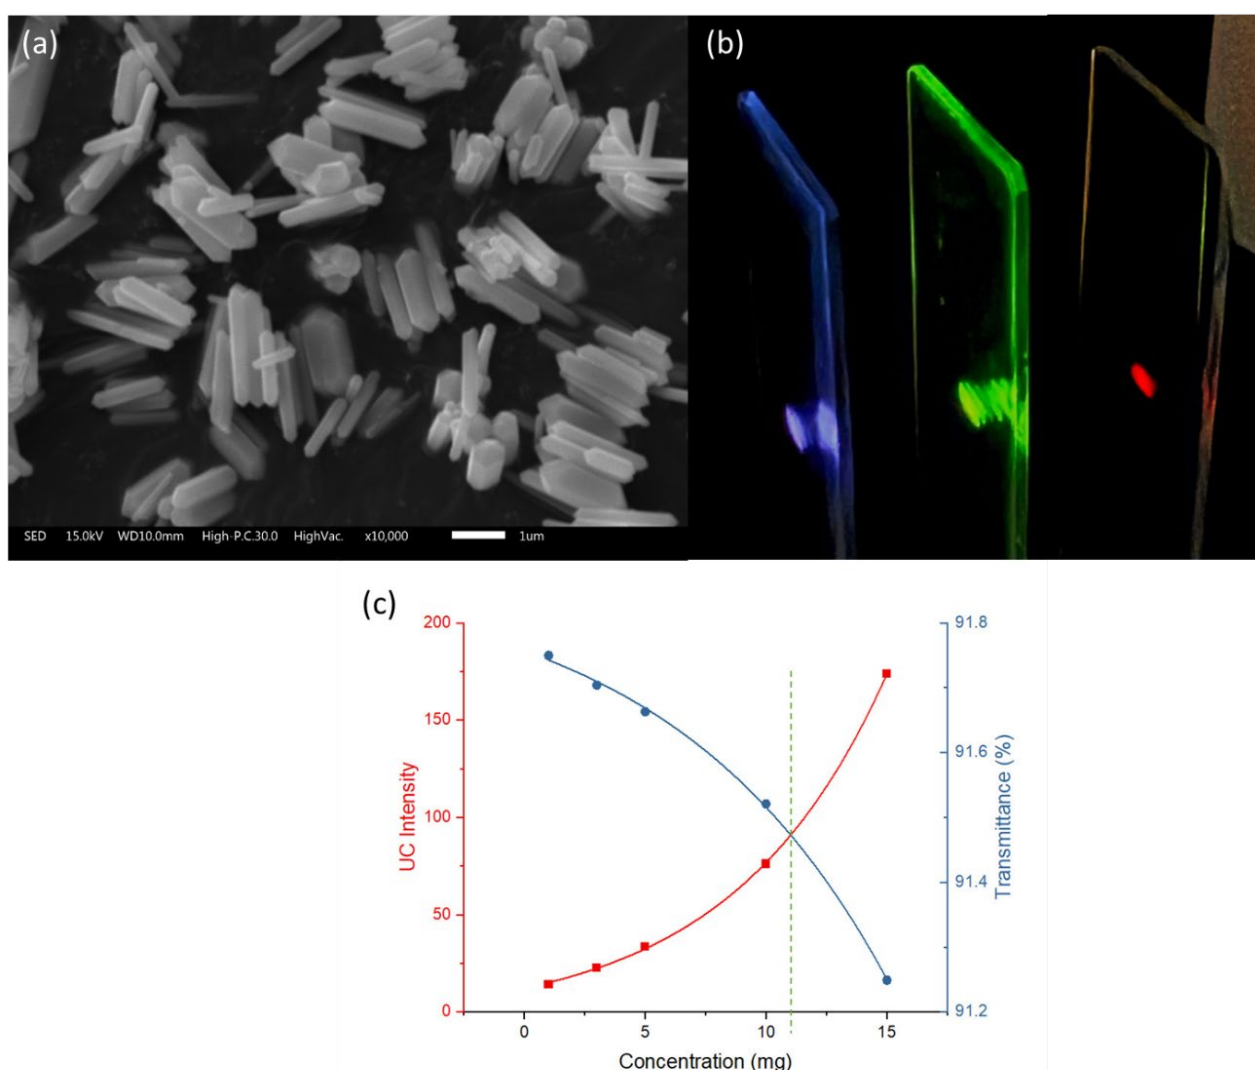 (a)
(b)
SED 15.0kV WD10.0mm High-P.C.30.0 HighVac. x10,000 1um
(c)
200
150
100
50
0
UC Intensity
91.8
91.6
91.4
91.2
Transmittance (%)
0 5 10 15
Concentration (mg)